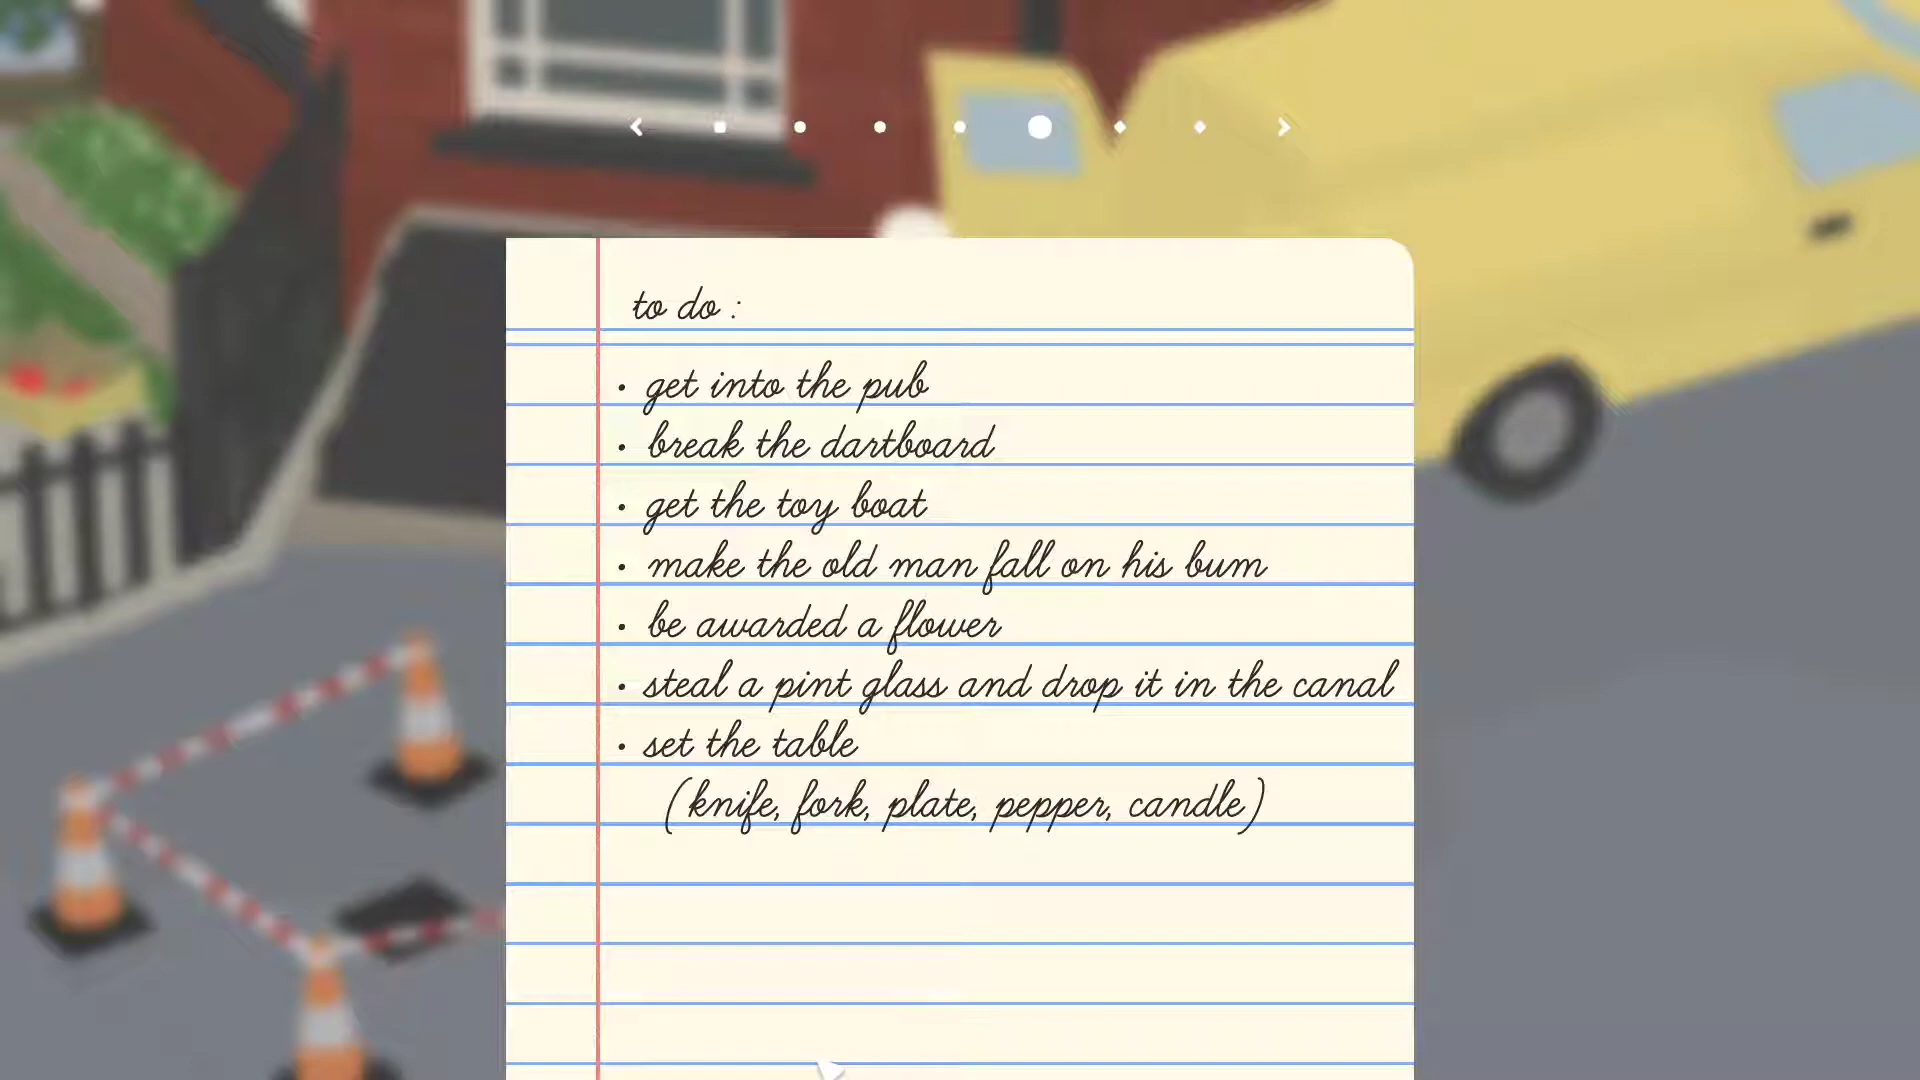 to do :
• get into the pub
• break the dartboard
• get the toy boat
• make the old man fall on his bum
• be awarded a flower
• steal a pint glass and drop it in the canal
• set the table
(knife, fork, plate, pepper, candle)